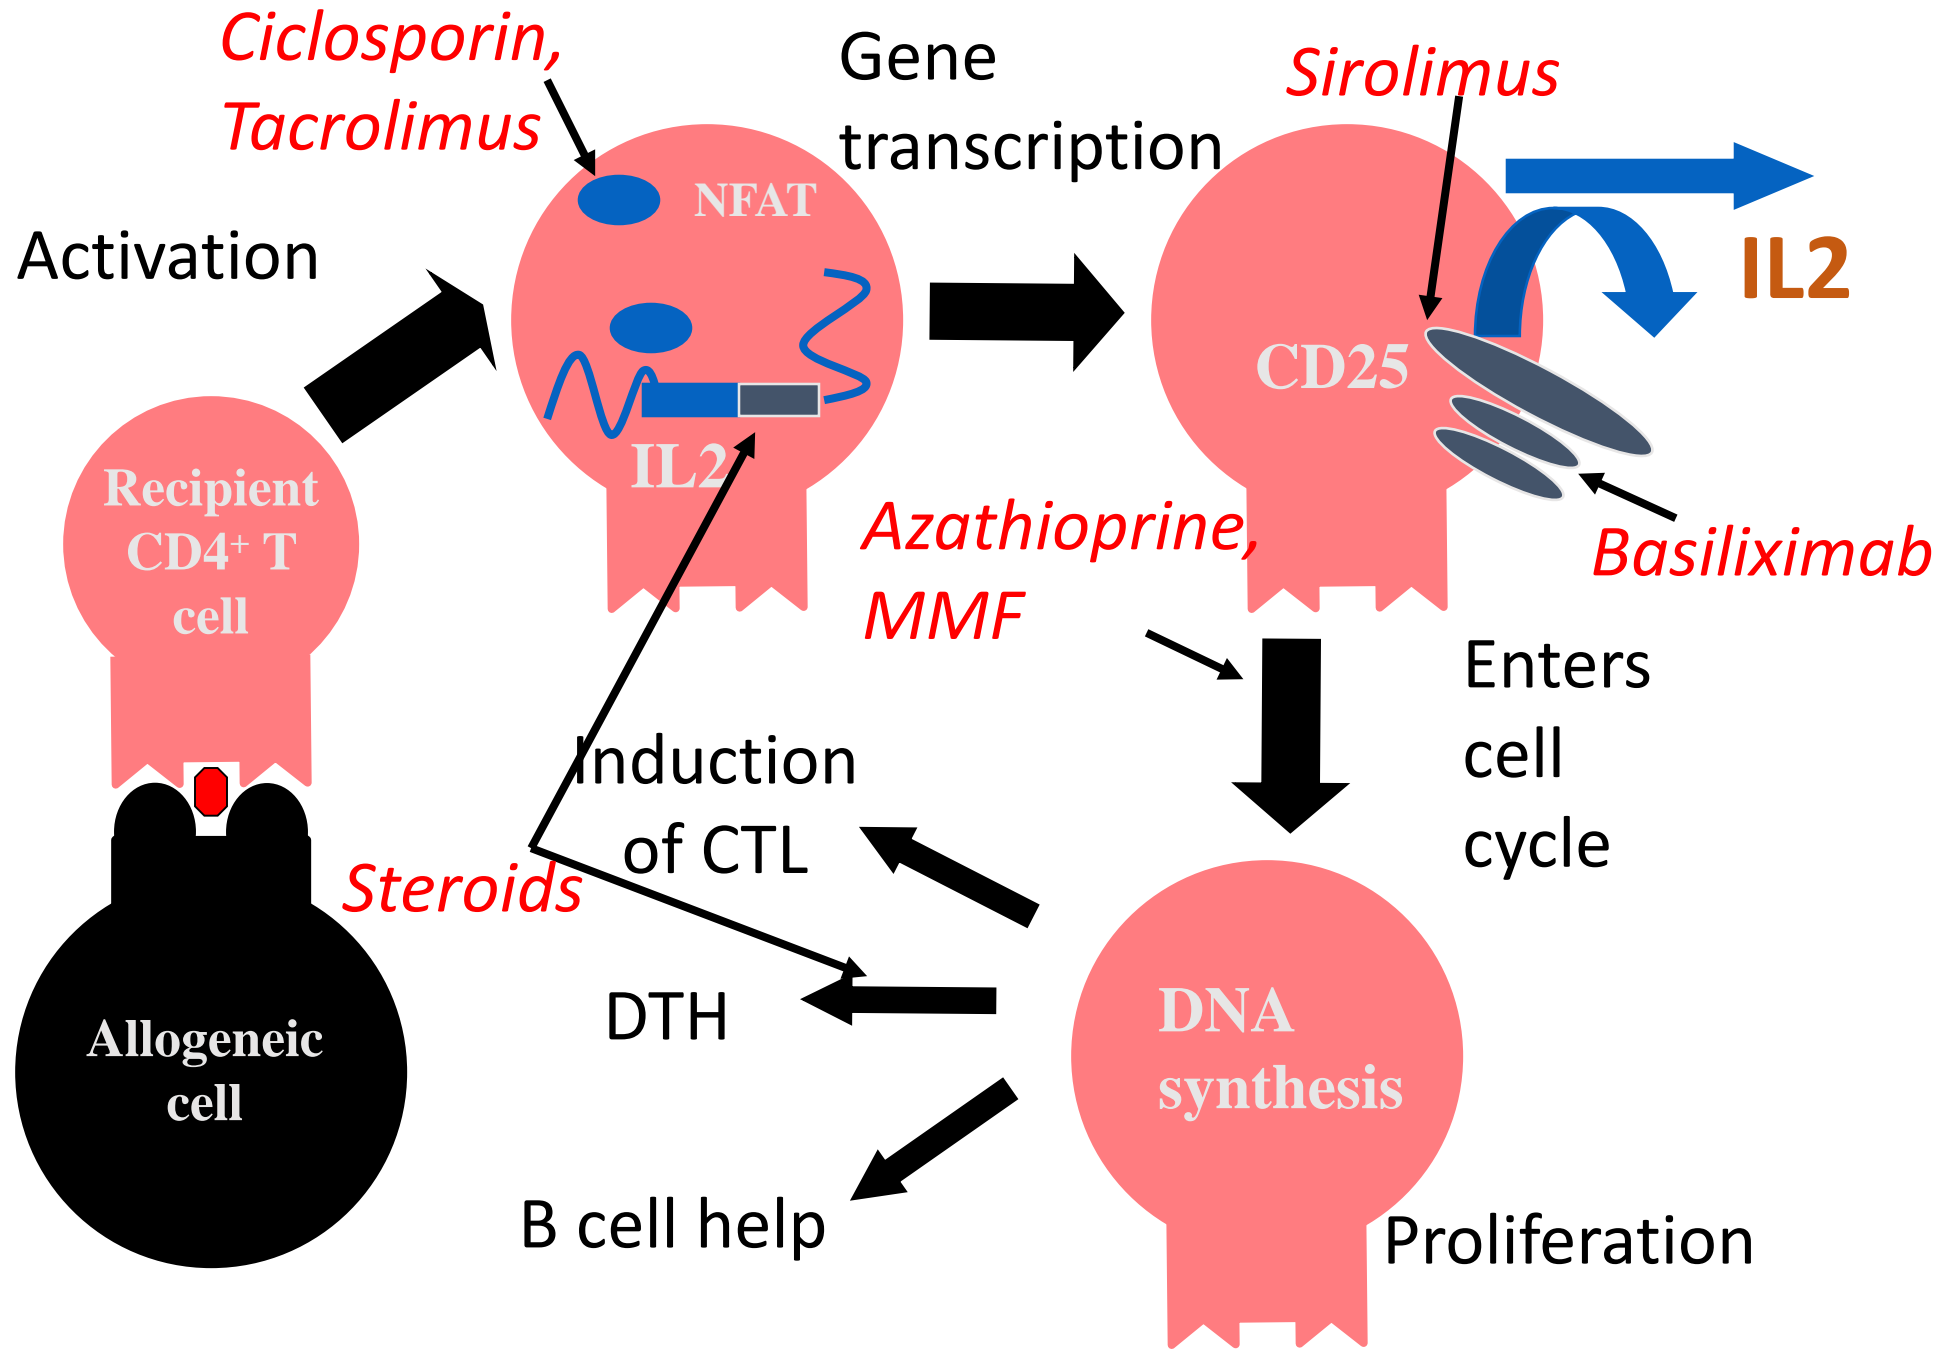 Ciclosporin,
Tacrolimus
Gene
transcription
Sirolimus
NFAT
Activation
IL2
CD25
IL2
Recipient
CD4+ T
cell
Azathioprine,
MMF
Basiliximab
Enters
cell
cycle
Induction
of CTL
Steroids
DTH
DNA
synthesis
Allogeneic
cell
B cell help
Proliferation